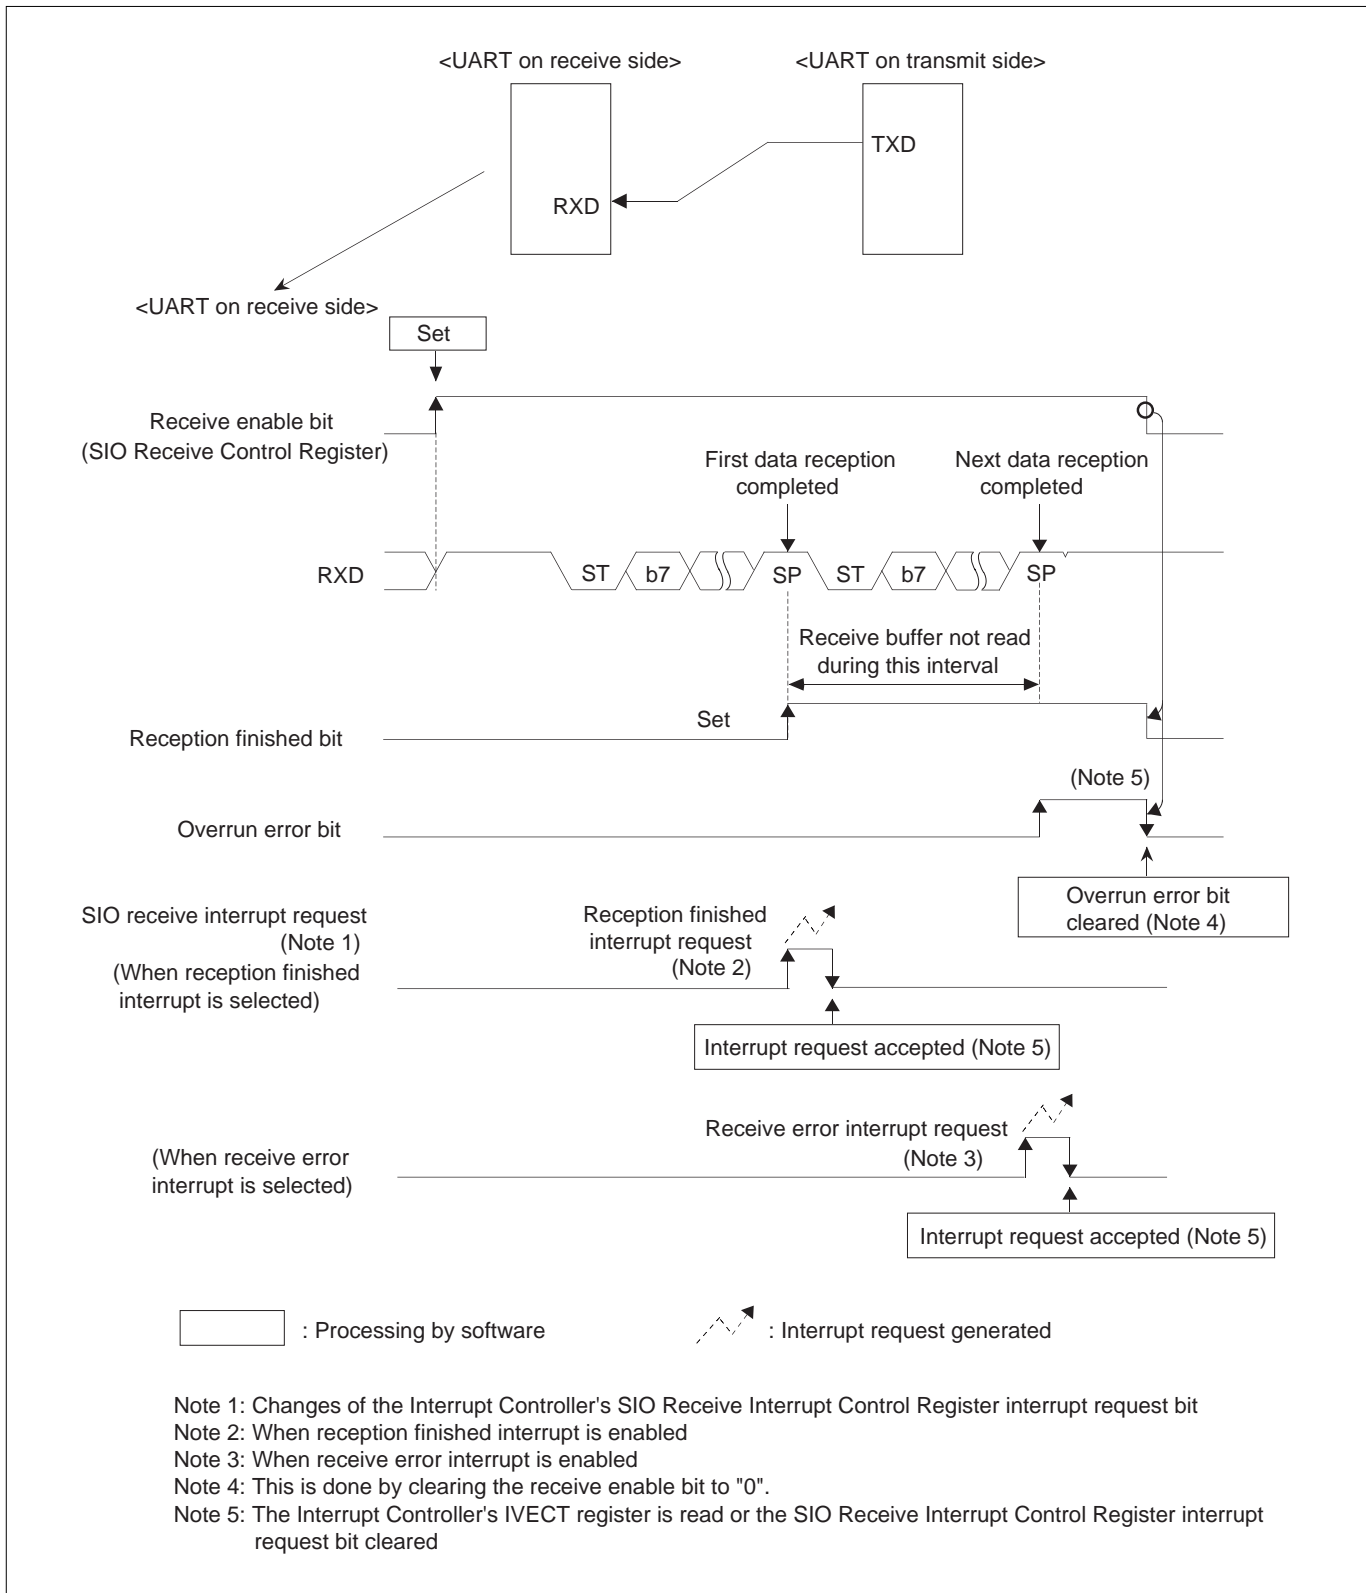 <UART on receive side>
<UART on transmit side>
TXD
RXD
<UART on receive side>
Set
Receive enable bit
(SIO Receive Control Register)
First data reception
completed
Next data reception
completed
RXD
ST
b7
SP
ST
b7
SP
Receive buffer not read
during this interval
Set
Reception finished bit
(Note 5)
Overrun error bit
Overrun error bit
cleared (Note 4)
SIO receive interrupt request
(Note 1)
(When reception finished
interrupt is selected)
Reception finished
interrupt request
(Note 2)
Interrupt request accepted (Note 5)
Receive error interrupt request
(Note 3)
(When receive error
interrupt is selected)
Interrupt request accepted (Note 5)
: Processing by software
: Interrupt request generated
Note 1: Changes of the Interrupt Controller's SIO Receive Interrupt Control Register interrupt request bit
Note 2: When reception finished interrupt is enabled
Note 3: When receive error interrupt is enabled
Note 4: This is done by clearing the receive enable bit to "0".
Note 5: The Interrupt Controller's IVECT register is read or the SIO Receive Interrupt Control Register interrupt
request bit cleared